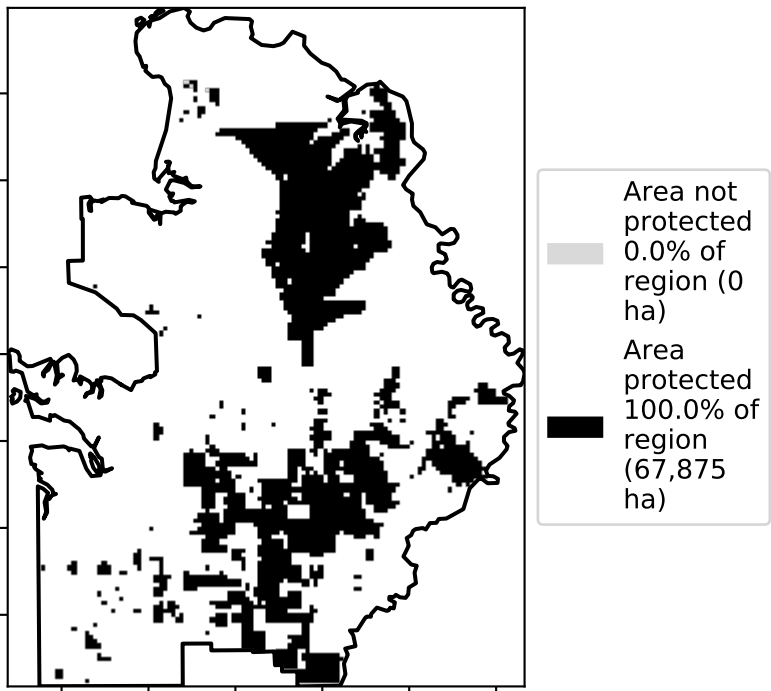 Area not
protected
0.0% of
region (0
ha)
Area
protected
100.0% of
region
(67,875
ha)